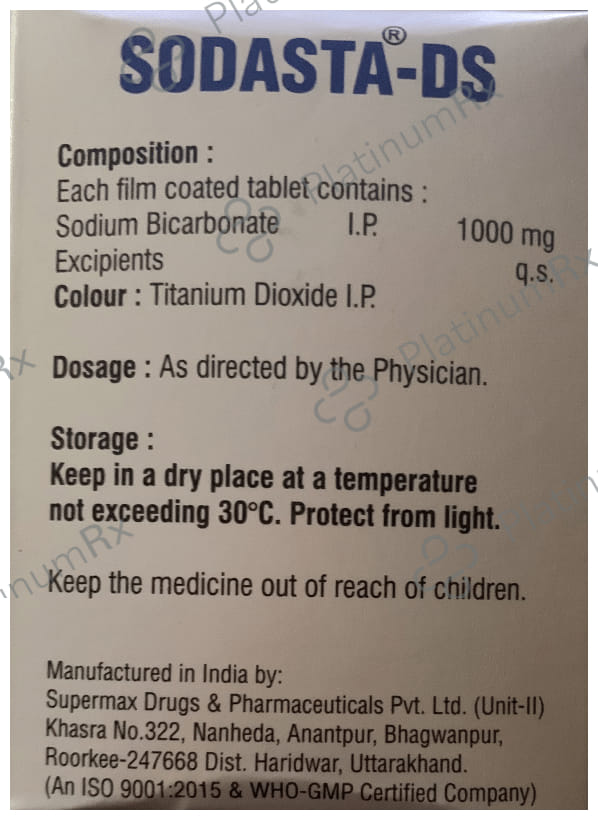 SODASTA®-DS
Composition :
Each film coated tablet contains :
Sodium Bicarbonate I.P. 1000 mg
Excipients q.s.
Colour : Titanium Dioxide I.P.
Dosage : As directed by the Physician.
Storage :
Keep in a dry place at a temperature
not exceeding 30°C. Protect from light.
Keep the medicine out of reach of children.
Manufactured in India by:
Supermax Drugs & Pharmaceuticals Pvt. Ltd. (Unit-II)
Khasra No.322, Nanheda, Anantpur, Bhagwanpur,
Roorkee-247668 Dist. Haridwar, Uttarakhand.
(An ISO 9001:2015 & WHO-GMP Certified Company)
PlatinumRx
PlatinumRx